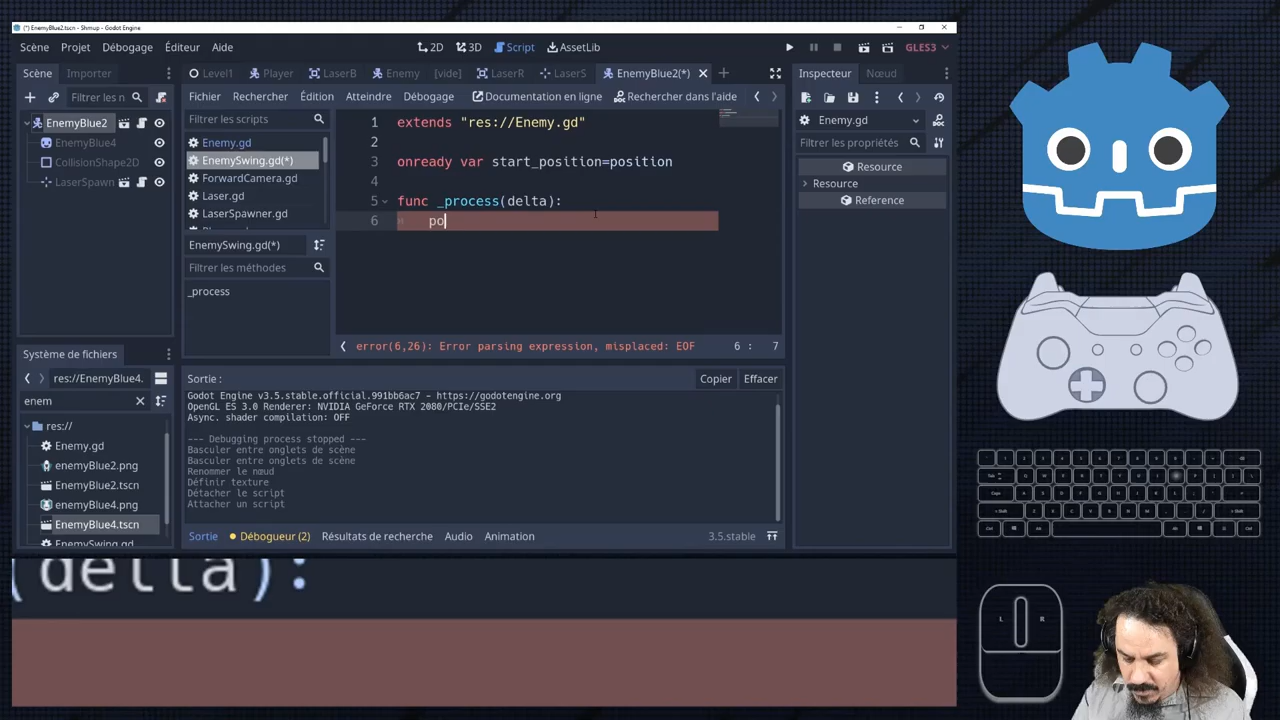 (*) EnemyBlue2.tscn - Shmup - Godot Engine
Scène Projet Débogage Éditeur Aide
2D 3D Script AssetLib
GLES3
Scène Importer
Level1 Player LaserB Enemy [vide] LaserR LaserS EnemyBlue2(*)
Inspecteur Nœud
Filtrer les n
Fichier Rechercher Édition Atteindre Débogage Documentation en ligne Rechercher dans l'aide
EnemyBlue2
EnemyBlue4
CollisionShape2D
LaserSpawn
Filtrer les scripts
Enemy.gd
EnemySwing.gd(*)
ForwardCamera.gd
Laser.gd
LaserSpawner.gd
EnemySwing.gd(*)
Filtrer les méthodes
_process
1 extends "res://Enemy.gd"
2
3 onready var start_position=position
4
5 func _process(delta):
6 po
error(6,26): Error parsing expression, misplaced: EOF
6 : 7
Enemy.gd
Filtrer les propriétés
Resource
Resource
Reference
Système de fichiers
res://EnemyBlue4.
enem
res://
Enemy.gd
enemyBlue2.png
EnemyBlue2.tscn
enemyBlue4.png
EnemyBlue4.tscn
EnemySwing.gd
Sortie :
Copier Effacer
Godot Engine v3.5.stable.official.991bb6ac7 - https://godotengine.org
OpenGL ES 3.0 Renderer: NVIDIA GeForce RTX 2080/PCIe/SSE2
Async. shader compilation: OFF
--- Debugging process stopped ---
Basculer entre onglets de scène
Basculer entre onglets de scène
Renommer le nœud
Définir texture
Détacher le script
Attacher un script
Sortie Débogueur (2) Résultats de recherche Audio Animation
3.5.stable
(delta):
L R